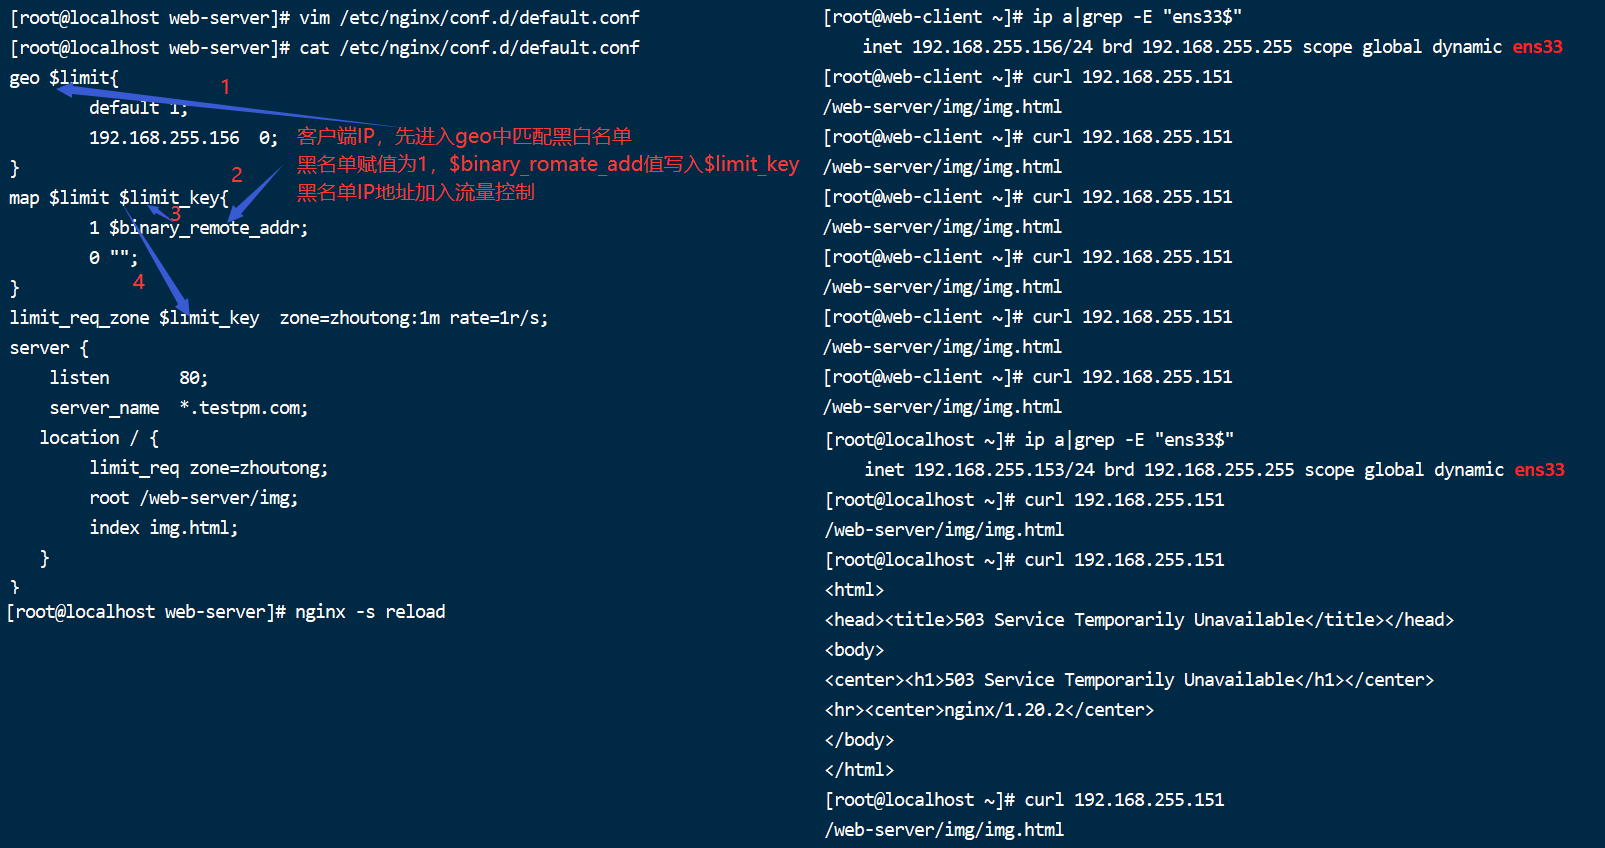 [root@localhost web-server]# vim /etc/nginx/conf.d/default.conf
[root@localhost web-server]# cat /etc/nginx/conf.d/default.conf
geo $limit{
1
default 1;
192.168.255.156  0;
客户端IP，先进入geo中匹配黑白名单
}
黑名单赋值为1，$binary_romate_add值写入$limit_key
2
map $limit $limit_key{
黑名单IP地址加入流量控制
3
1 $binary_remote_addr;
0 "";
4
}
limit_req_zone $limit_key  zone=zhoutong:1m rate=1r/s;
server {
listen       80;
server_name  *.testpm.com;
location / {
limit_req zone=zhoutong;
root /web-server/img;
index img.html;
}
}
[root@localhost web-server]# nginx -s reload
[root@web-client ~]# ip a|grep -E "ens33$"
inet 192.168.255.156/24 brd 192.168.255.255 scope global dynamic ens33
[root@web-client ~]# curl 192.168.255.151
/web-server/img/img.html
[root@web-client ~]# curl 192.168.255.151
/web-server/img/img.html
[root@web-client ~]# curl 192.168.255.151
/web-server/img/img.html
[root@web-client ~]# curl 192.168.255.151
/web-server/img/img.html
[root@web-client ~]# curl 192.168.255.151
/web-server/img/img.html
[root@web-client ~]# curl 192.168.255.151
/web-server/img/img.html
[root@localhost ~]# ip a|grep -E "ens33$"
inet 192.168.255.153/24 brd 192.168.255.255 scope global dynamic ens33
[root@localhost ~]# curl 192.168.255.151
/web-server/img/img.html
[root@localhost ~]# curl 192.168.255.151
<html>
<head><title>503 Service Temporarily Unavailable</title></head>
<body>
<center><h1>503 Service Temporarily Unavailable</h1></center>
<hr><center>nginx/1.20.2</center>
</body>
</html>
[root@localhost ~]# curl 192.168.255.151
/web-server/img/img.html